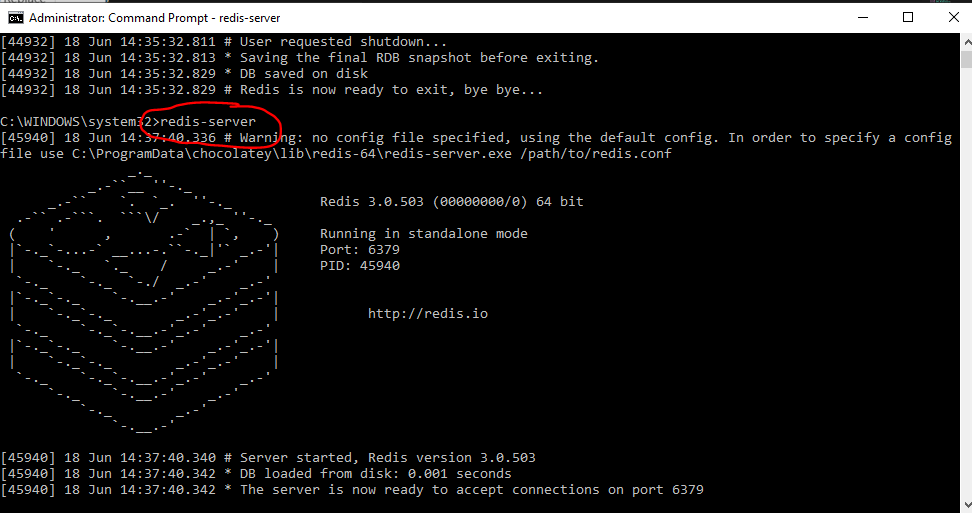 Administrator: Command Prompt - redis-server
[44932] 18 Jun 14:35:32.811 # User requested shutdown...
[44932] 18 Jun 14:35:32.813 * Saving the final RDB snapshot before exiting.
[44932] 18 Jun 14:35:32.829 * DB saved on disk
[44932] 18 Jun 14:35:32.829 # Redis is now ready to exit, bye bye...
C:\WINDOWS\system32>redis-server
[45940] 18 Jun 14:37:40.336 # Warning: no config file specified, using the default config. In order to specify a config
file use C:\ProgramData\chocolatey\lib\redis-64\redis-server.exe /path/to/redis.conf
Redis 3.0.503 (00000000/0) 64 bit
Running in standalone mode
Port: 6379
PID: 45940
http://redis.io
[45940] 18 Jun 14:37:40.340 # Server started, Redis version 3.0.503
[45940] 18 Jun 14:37:40.342 * DB loaded from disk: 0.001 seconds
[45940] 18 Jun 14:37:40.342 * The server is now ready to accept connections on port 6379